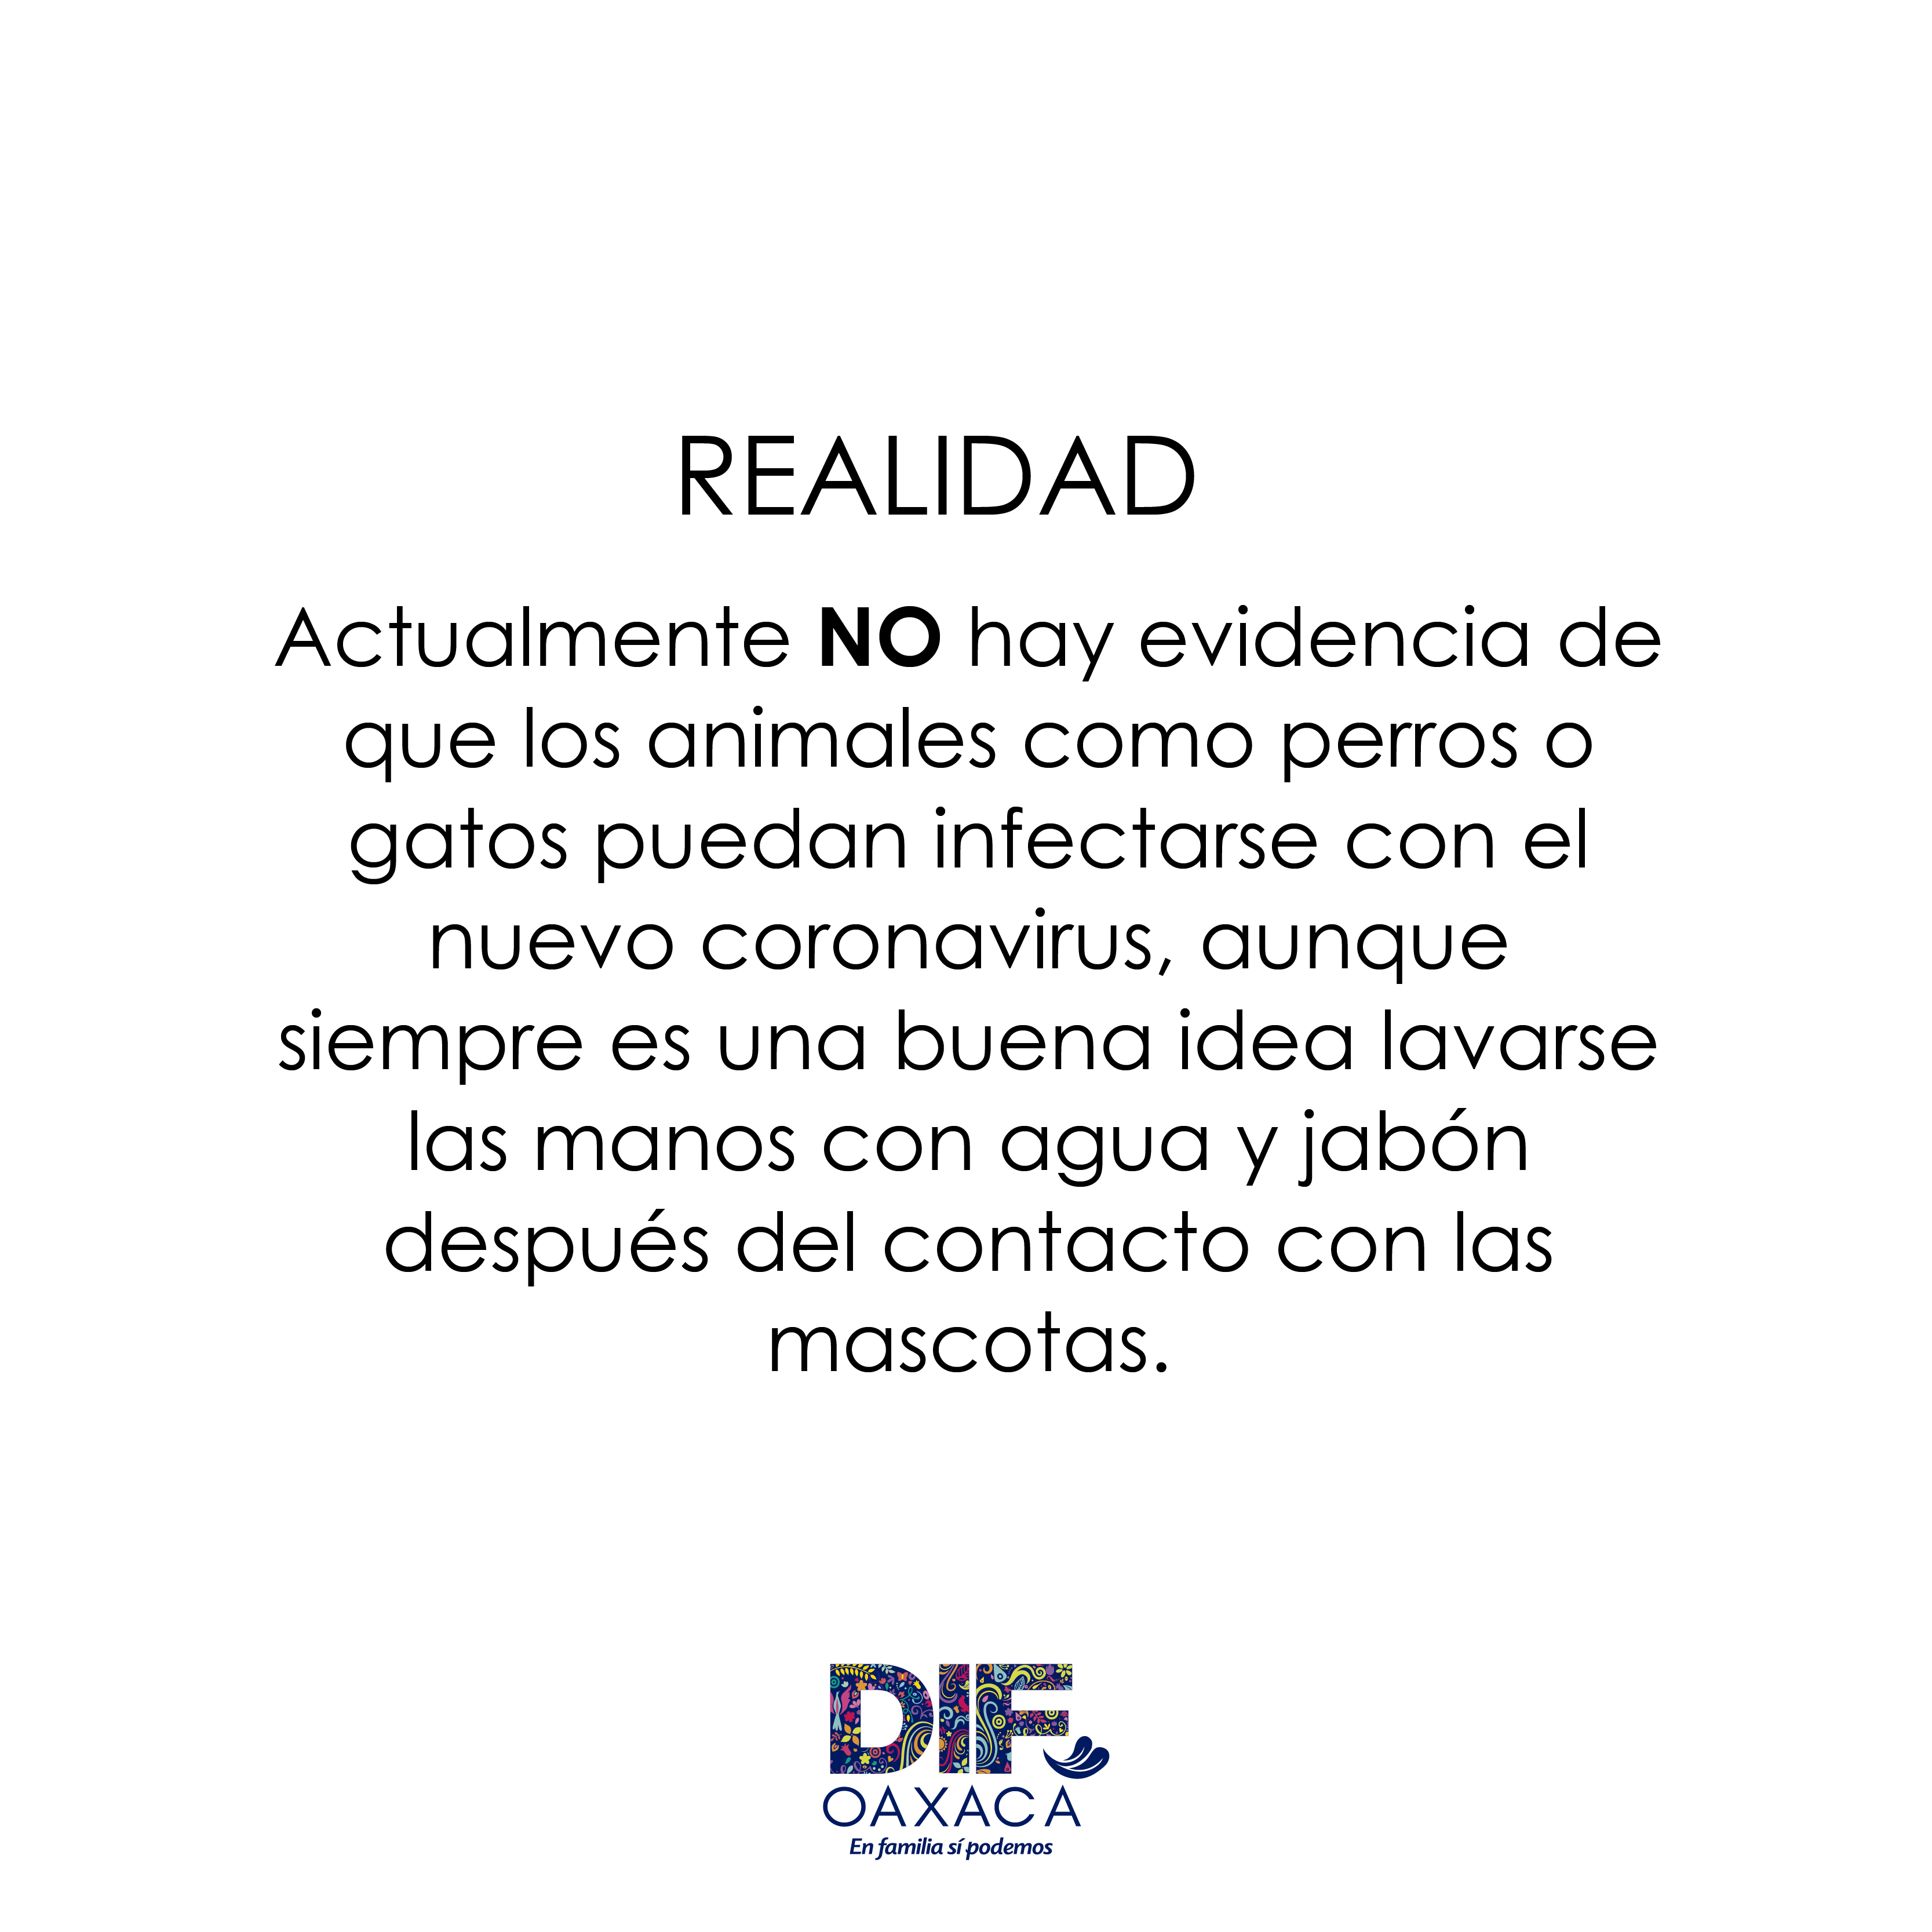 REALIDAD
Actualmente NO hay evidencia de
que los animales como perros o
gatos puedan infectarse con el
nuevo coronavirus, aunque
siempre es una buena idea lavarse
las manos con agua y jabón
después del contacto con las
mascotas.
DIF
OAXACA
En familia sí podemos